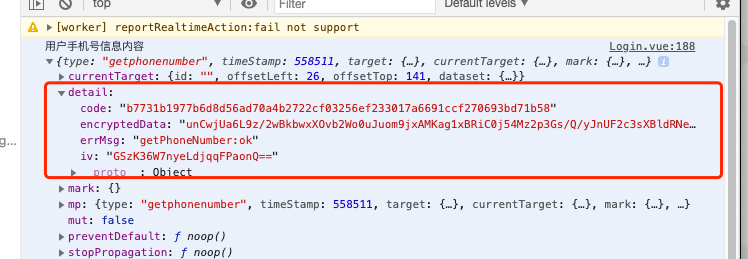 top
Filter
Default levels ▼
[worker] reportRealtimeAction:fail not support
用户手机号信息内容
Login.vue:188
{type: "getphonenumber", timeStamp: 558511, target: {…}, currentTarget: {…}, mark: {…}, …}
currentTarget: {id: "", offsetLeft: 26, offsetTop: 141, dataset: {…}}
detail:
code: "b7731b1977b6d8d56ad70a4b2722cf03256ef233017a6691ccf270693bd71b58"
encryptedData: "unCwjUa6L9z/2wBkbwxXOvb2Wo0uJuom9jxAMKag1xBRiC0j54Mz2p3Gs/Q/yJnUF2c3sXBldRNe…
errMsg: "getPhoneNumber:ok"
g...
iv: "GSzK36W7nyeLdjqqFPaonQ=="
proto : Object
mark: {}
mp: {type: "getphonenumber", timeStamp: 558511, target: {…}, currentTarget: {…}, mark: {…}, …}
mut: false
preventDefault: ƒ noop()
stopPropagation: ƒ noop()